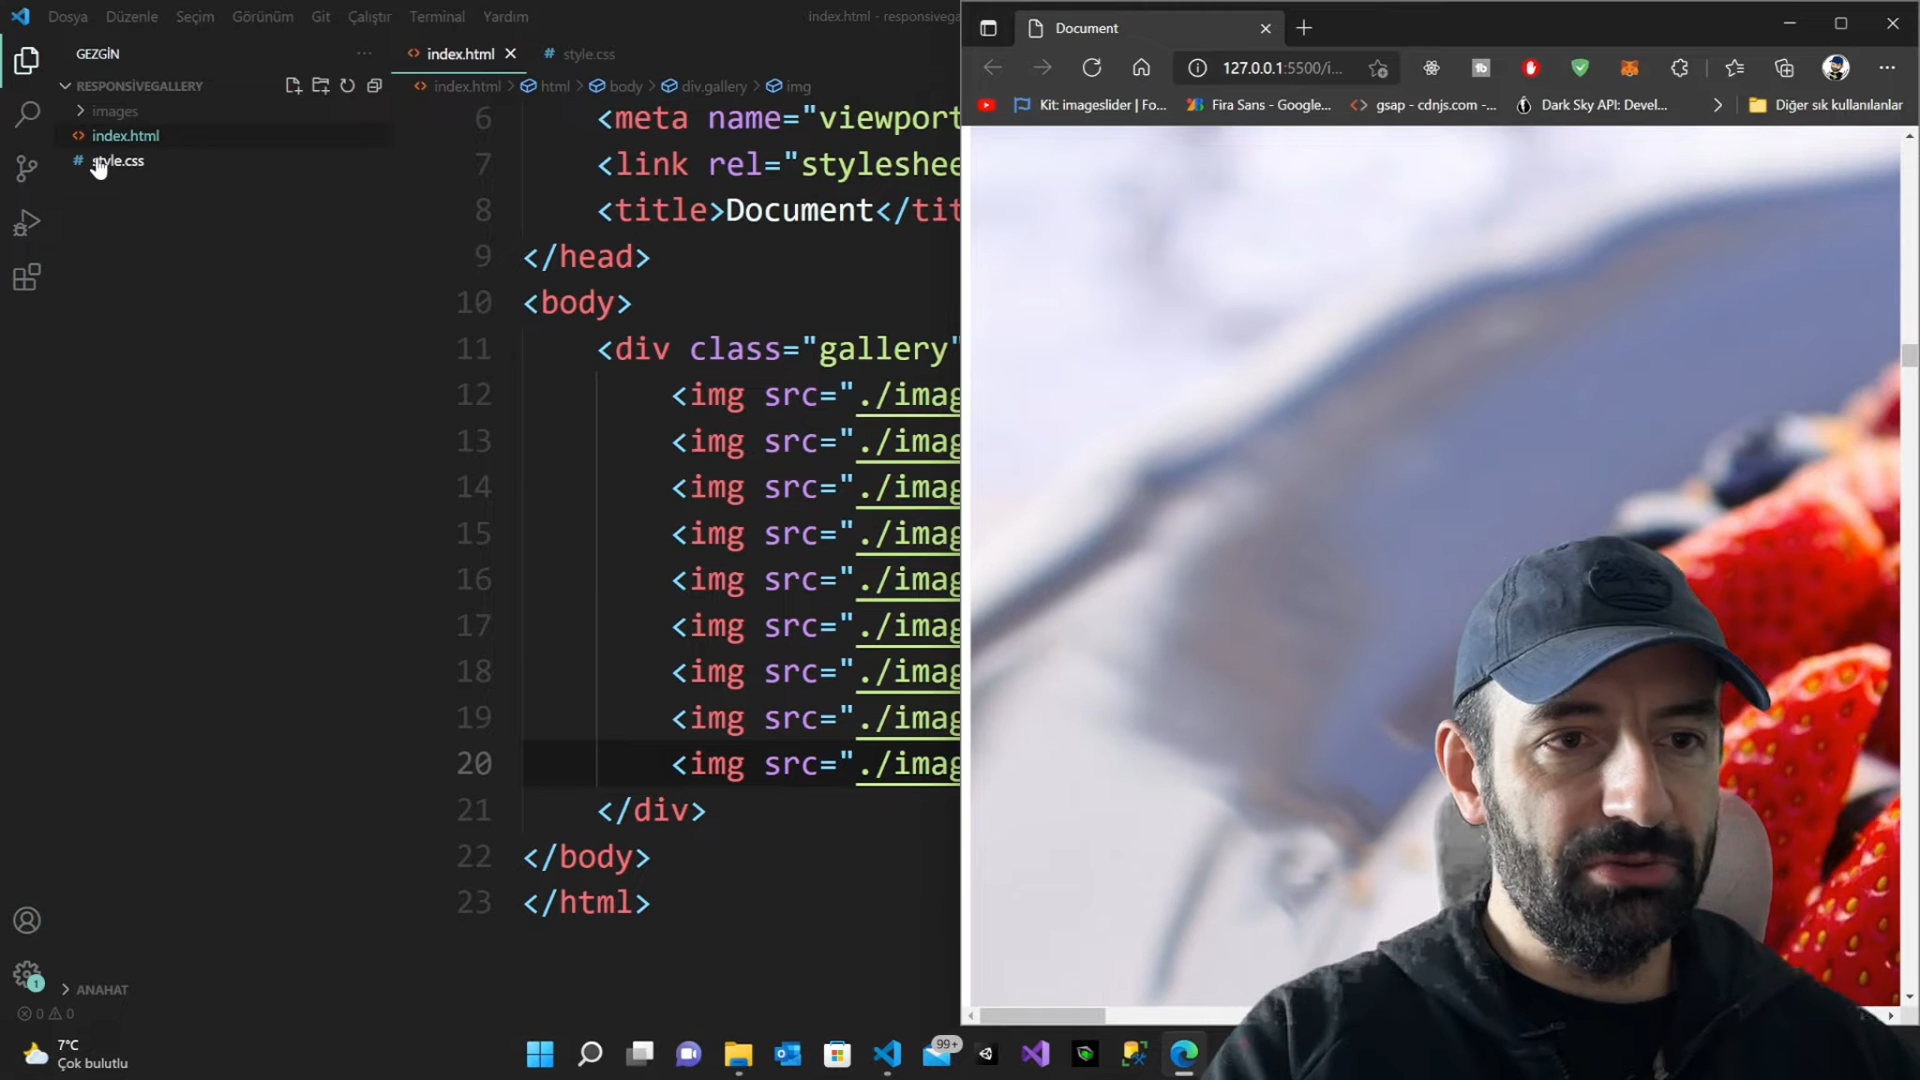 Dosya Düzenle Seçim Görünüm Git Çalıştır Terminal Yardım
index.html - responsivega
GEZGİN
RESPONSİVEGALLERY
images
index.html
style.css
ANAHAT
0 0
1
index.html
style.css
index.html > html > body > div.gallery > img
6 <meta name="viewport
7 <link rel="styleshee
8 <title>Document</tit
9 </head>
10 <body>
11 <div class="gallery"
12 <img src="./imag
13 <img src="./imag
14 <img src="./imag
15 <img src="./imag
16 <img src="./imag
17 <img src="./imag
18 <img src="./imag
19 <img src="./imag
20 <img src="./imag
21 </div>
22 </body>
23 </html>
Document
127.0.0.1:5500/i...
Kit: imageslider | Fo...
Fira Sans - Google...
gsap - cdnjs.com -...
Dark Sky API: Devel...
Diğer sık kullanılanlar
7°C
Çok bulutlu
99+